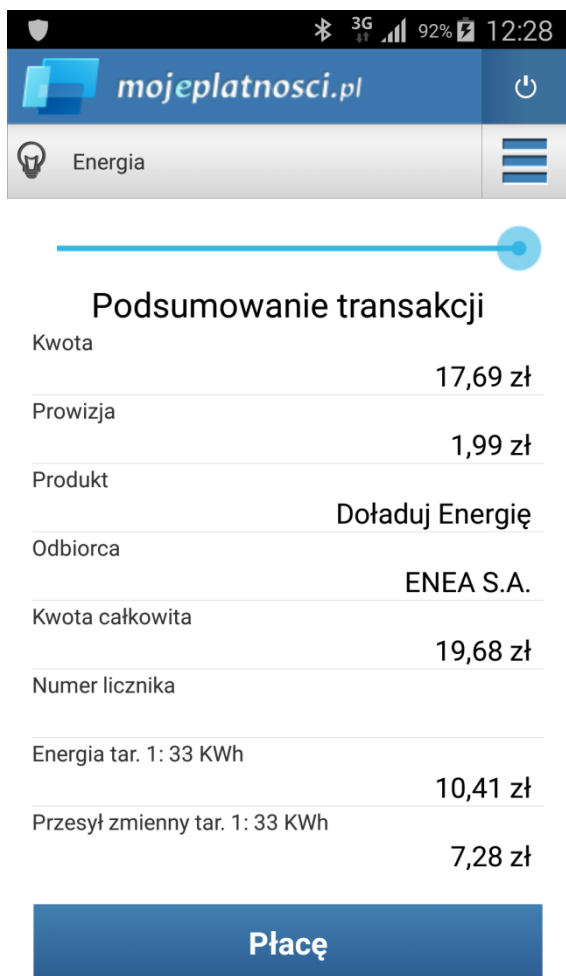 3G 92% 12:28
mojeplatnosci.pl
Energia
Podsumowanie transakcji
Kwota
17,69 zł
Prowizja
1,99 zł
Produkt
Doładuj Energię
Odbiorca
ENEA S.A.
Kwota całkowita
19,68 zł
Numer licznika
Energia tar. 1: 33 KWh
10,41 zł
Przesył zmienny tar. 1: 33 KWh
7,28 zł
Płacę